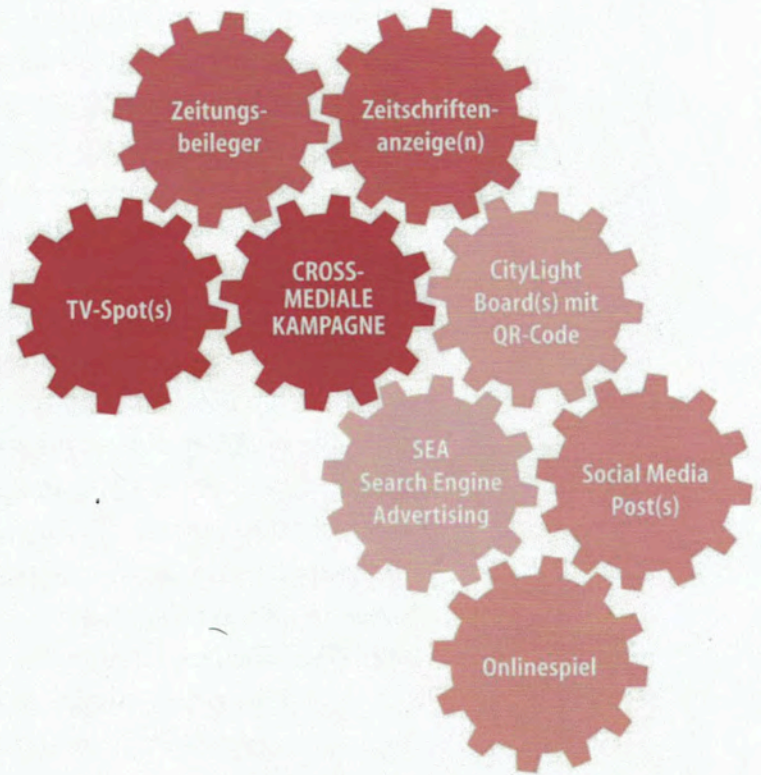 Zeitungs-
beileger
Zeitschriften-
anzeige(n)
TV-Spot(s)
CROSS-
MEDIALE
KAMPAGNE
CityLight
Board(s) mit
QR-Code
SEA
Search Engine
Advertising
Social Media
Post(s)
Onlinespiel